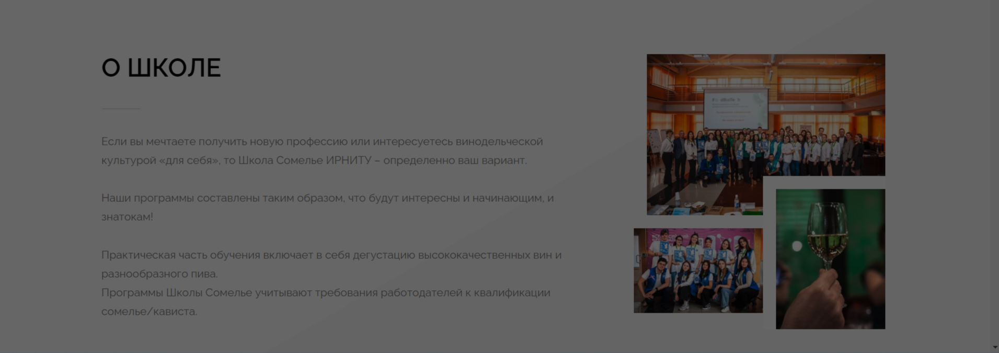 О ШКОЛЕ
Если вы мечтаете получить новую профессию или интересуетесь винодельческой
культурой «для себя», то Школа Сомелье ИРНИТУ – определенно ваш вариант.
Наши программы составлены таким образом, что будут интересны и начинающим, и
знатокам!
Практическая часть обучения включает в себя дегустацию высококачественных вин и
разнообразного пива.
Программы Школы Сомелье учитывают требования работодателей к квалификации
сомелье/кависта.